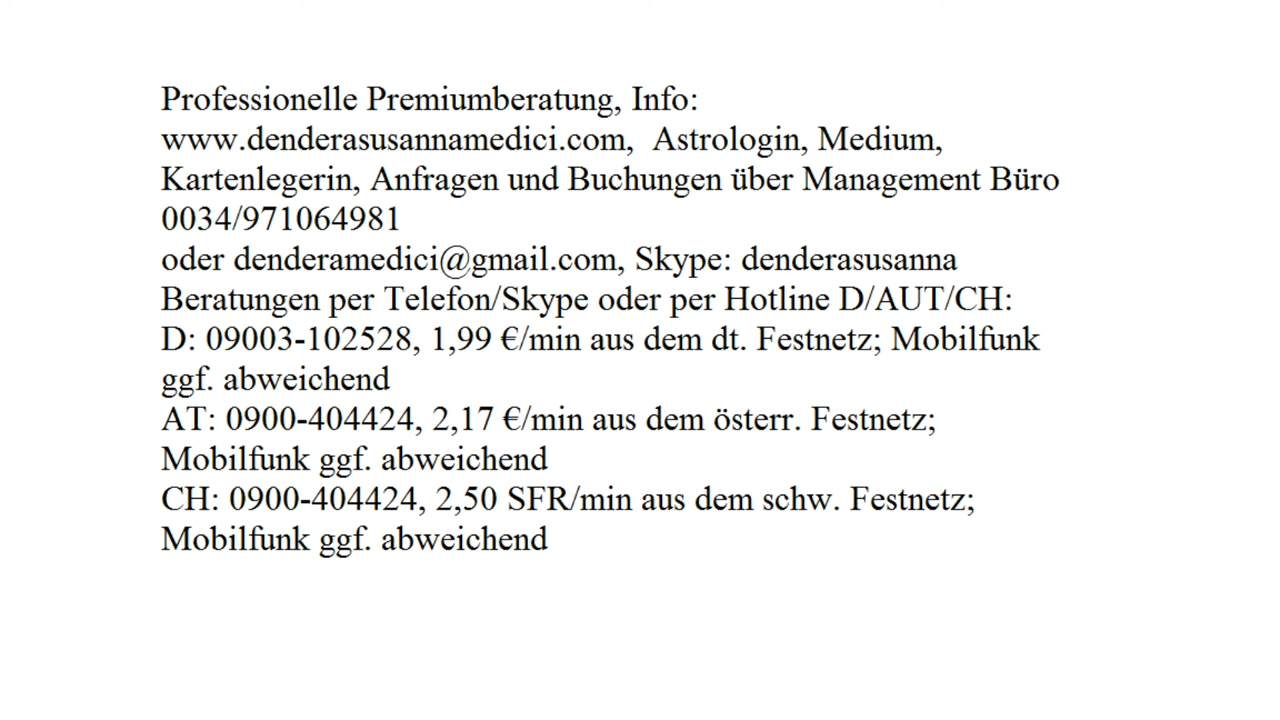 Professionelle Premiumberatung, Info:
www.denderasusannamedici.com,  Astrologin, Medium,
Kartenlegerin, Anfragen und Buchungen über Management Büro
0034/971064981
oder denderamedici@gmail.com, Skype: denderasusanna
Beratungen per Telefon/Skype oder per Hotline D/AUT/CH:
D: 09003-102528, 1,99 €/min aus dem dt. Festnetz; Mobilfunk
ggf. abweichend
AT: 0900-404424, 2,17 €/min aus dem österr. Festnetz;
Mobilfunk ggf. abweichend
CH: 0900-404424, 2,50 SFR/min aus dem schw. Festnetz;
Mobilfunk ggf. abweichend